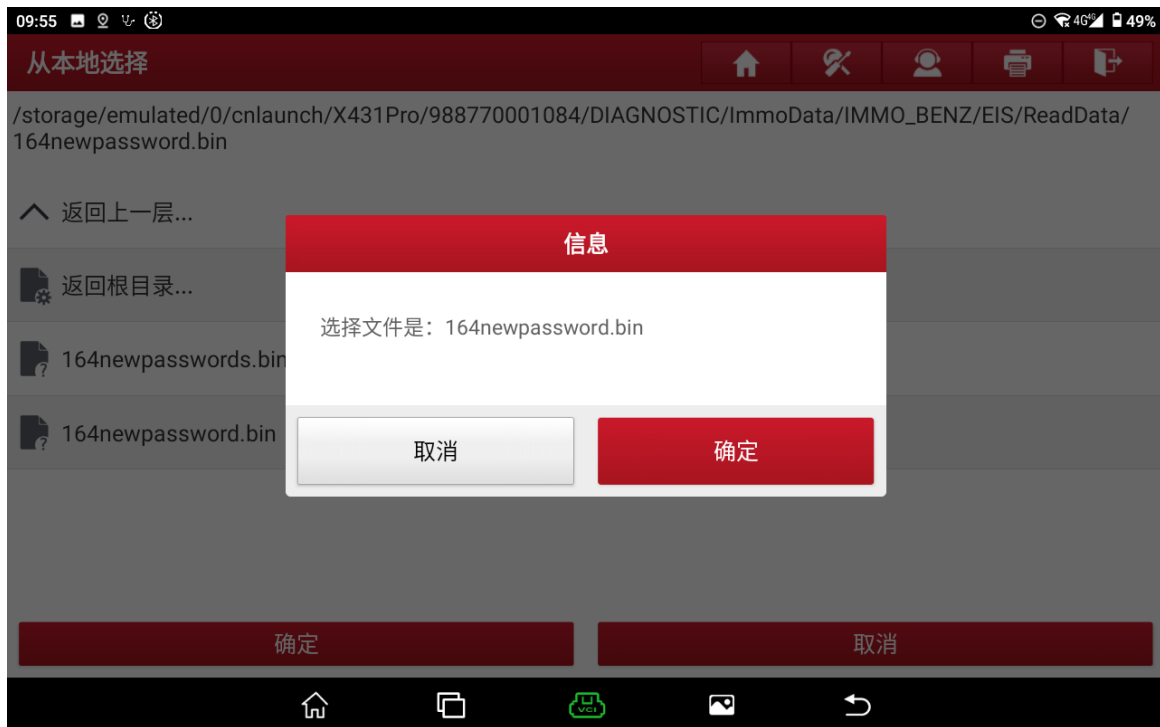 09:55
4G 4G 49%
从本地选择
/storage/emulated/0/cnlaunch/X431Pro/988770001084/DIAGNOSTIC/ImmoData/IMMO_BENZ/EIS/ReadData/
164newpassword.bin
返回上一层...
信息
返回根目录...
选择文件是：164newpassword.bin
164newpasswords.bin
164newpassword.bin
取消
确定
确定
取消
VCI